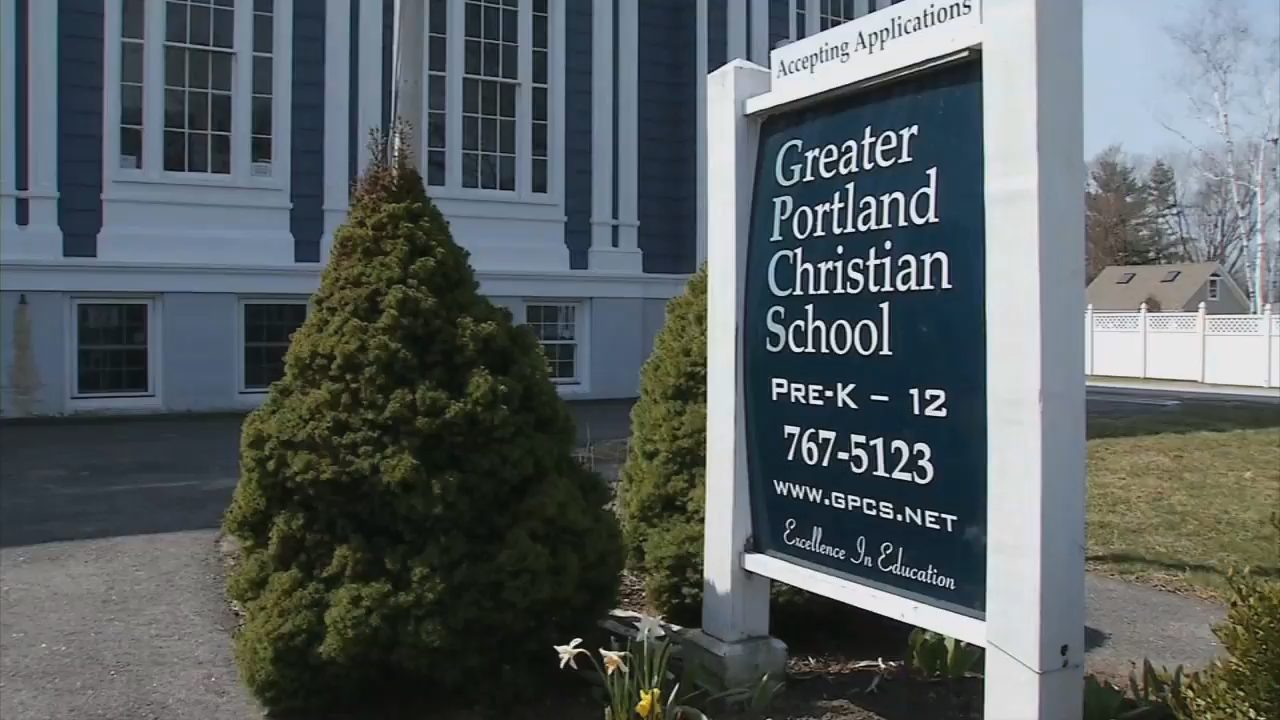 Accepting Applications
Greater
Portland
Christian
School
PRE-K – 12
767-5123
WWW.GPCS.NET
Excellence In Education